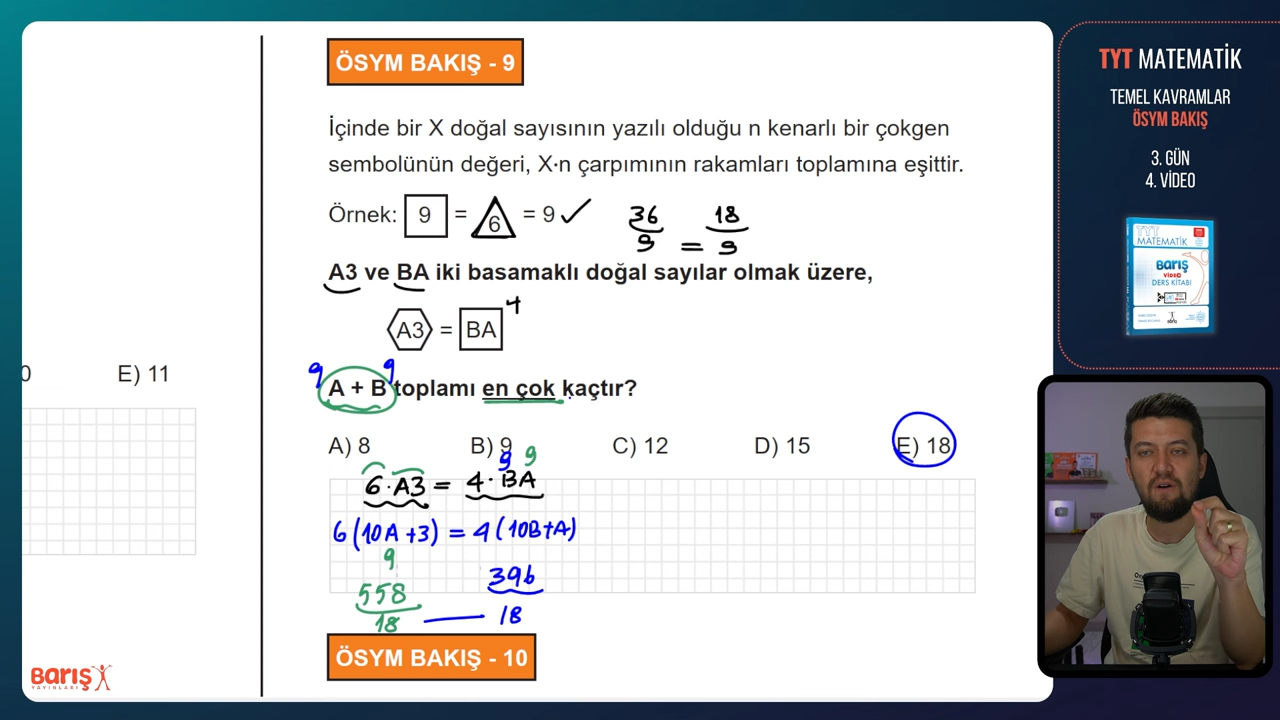 ÖSYM BAKIŞ - 9
İçinde bir X doğal sayısının yazılı olduğu n kenarlı bir çokgen
sembolünün değeri, X·n çarpımının rakamları toplamına eşittir.
Örnek: 9 = 6 = 9 ✓
36 18
9 = 9
A3 ve BA iki basamaklı doğal sayılar olmak üzere,
A3 = BA 4
9 9
A + B toplamı en çok kaçtır?
A) 8 B) 9 C) 12 D) 15 E) 18
9 9
6·A3 = 4·BA
6(10A+3) = 4(10B+A)
9
558 396
18 — 18
ÖSYM BAKIŞ - 10
0 E) 11
BARIŞ
YAYINLARI
TYT MATEMATİK
TEMEL KAVRAMLAR
ÖSYM BAKIŞ
3. GÜN
4. VİDEO
TYT
MATEMATİK
BARIŞ
VİDEO
DERS KİTABI